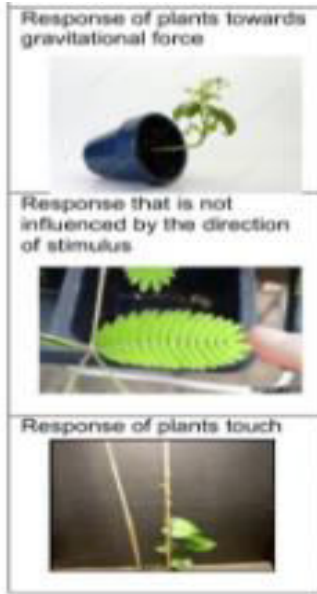 Response of plants towards
gravitational force
Response that is not
influenced by the direction
of stimulus
Response of plants touch